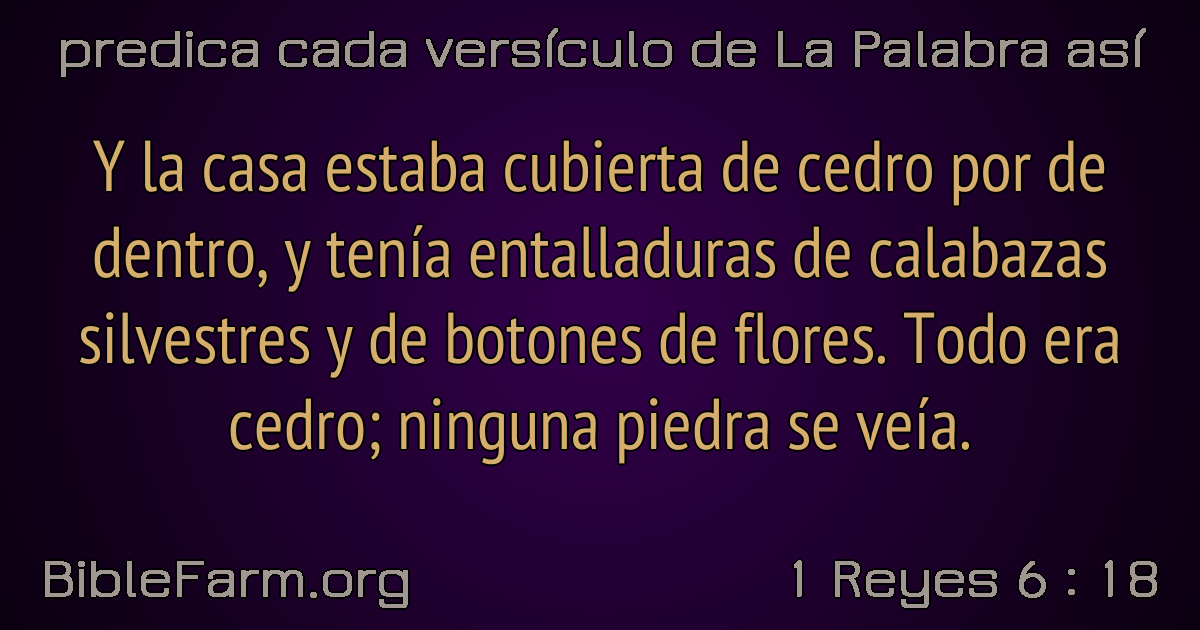 predica cada versículo de La Palabra así
Y la casa estaba cubierta de cedro por de
dentro, y tenía entalladuras de calabazas
silvestres y de botones de flores. Todo era
cedro; ninguna piedra se veía.
BibleFarm.org
1 Reyes 6 : 18